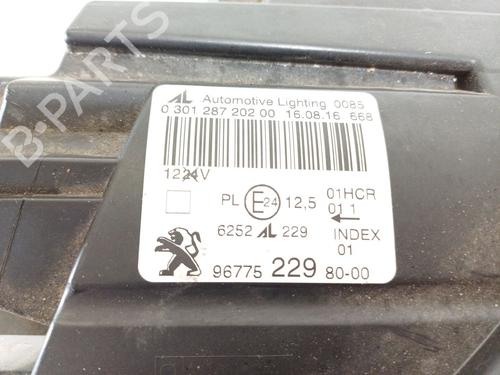 B-PARTS
AL Automotive Lighting 0085
0 301 287 202 00 16.08.16 668
1224V
PL E24 12,5 01HCR
01 1
6252 AL 229 INDEX
01
96775 229 80-00